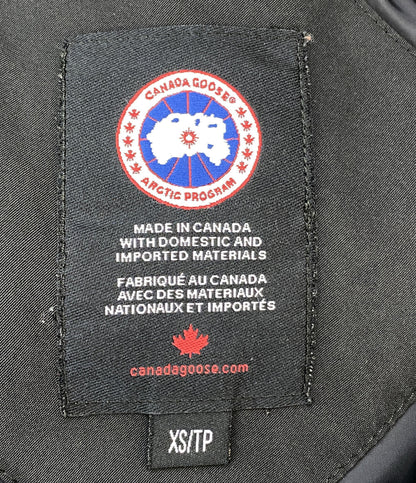 CANADA GOOSE®
ARCTIC PROGRAM
MADE IN CANADA
WITH DOMESTIC AND
IMPORTED MATERIALS
FABRIQUÉ AU CANADA
AVEC DES MATERIAUX
NATIONAUX ET IMPORTÉS
canadagoose.com
XS/TP